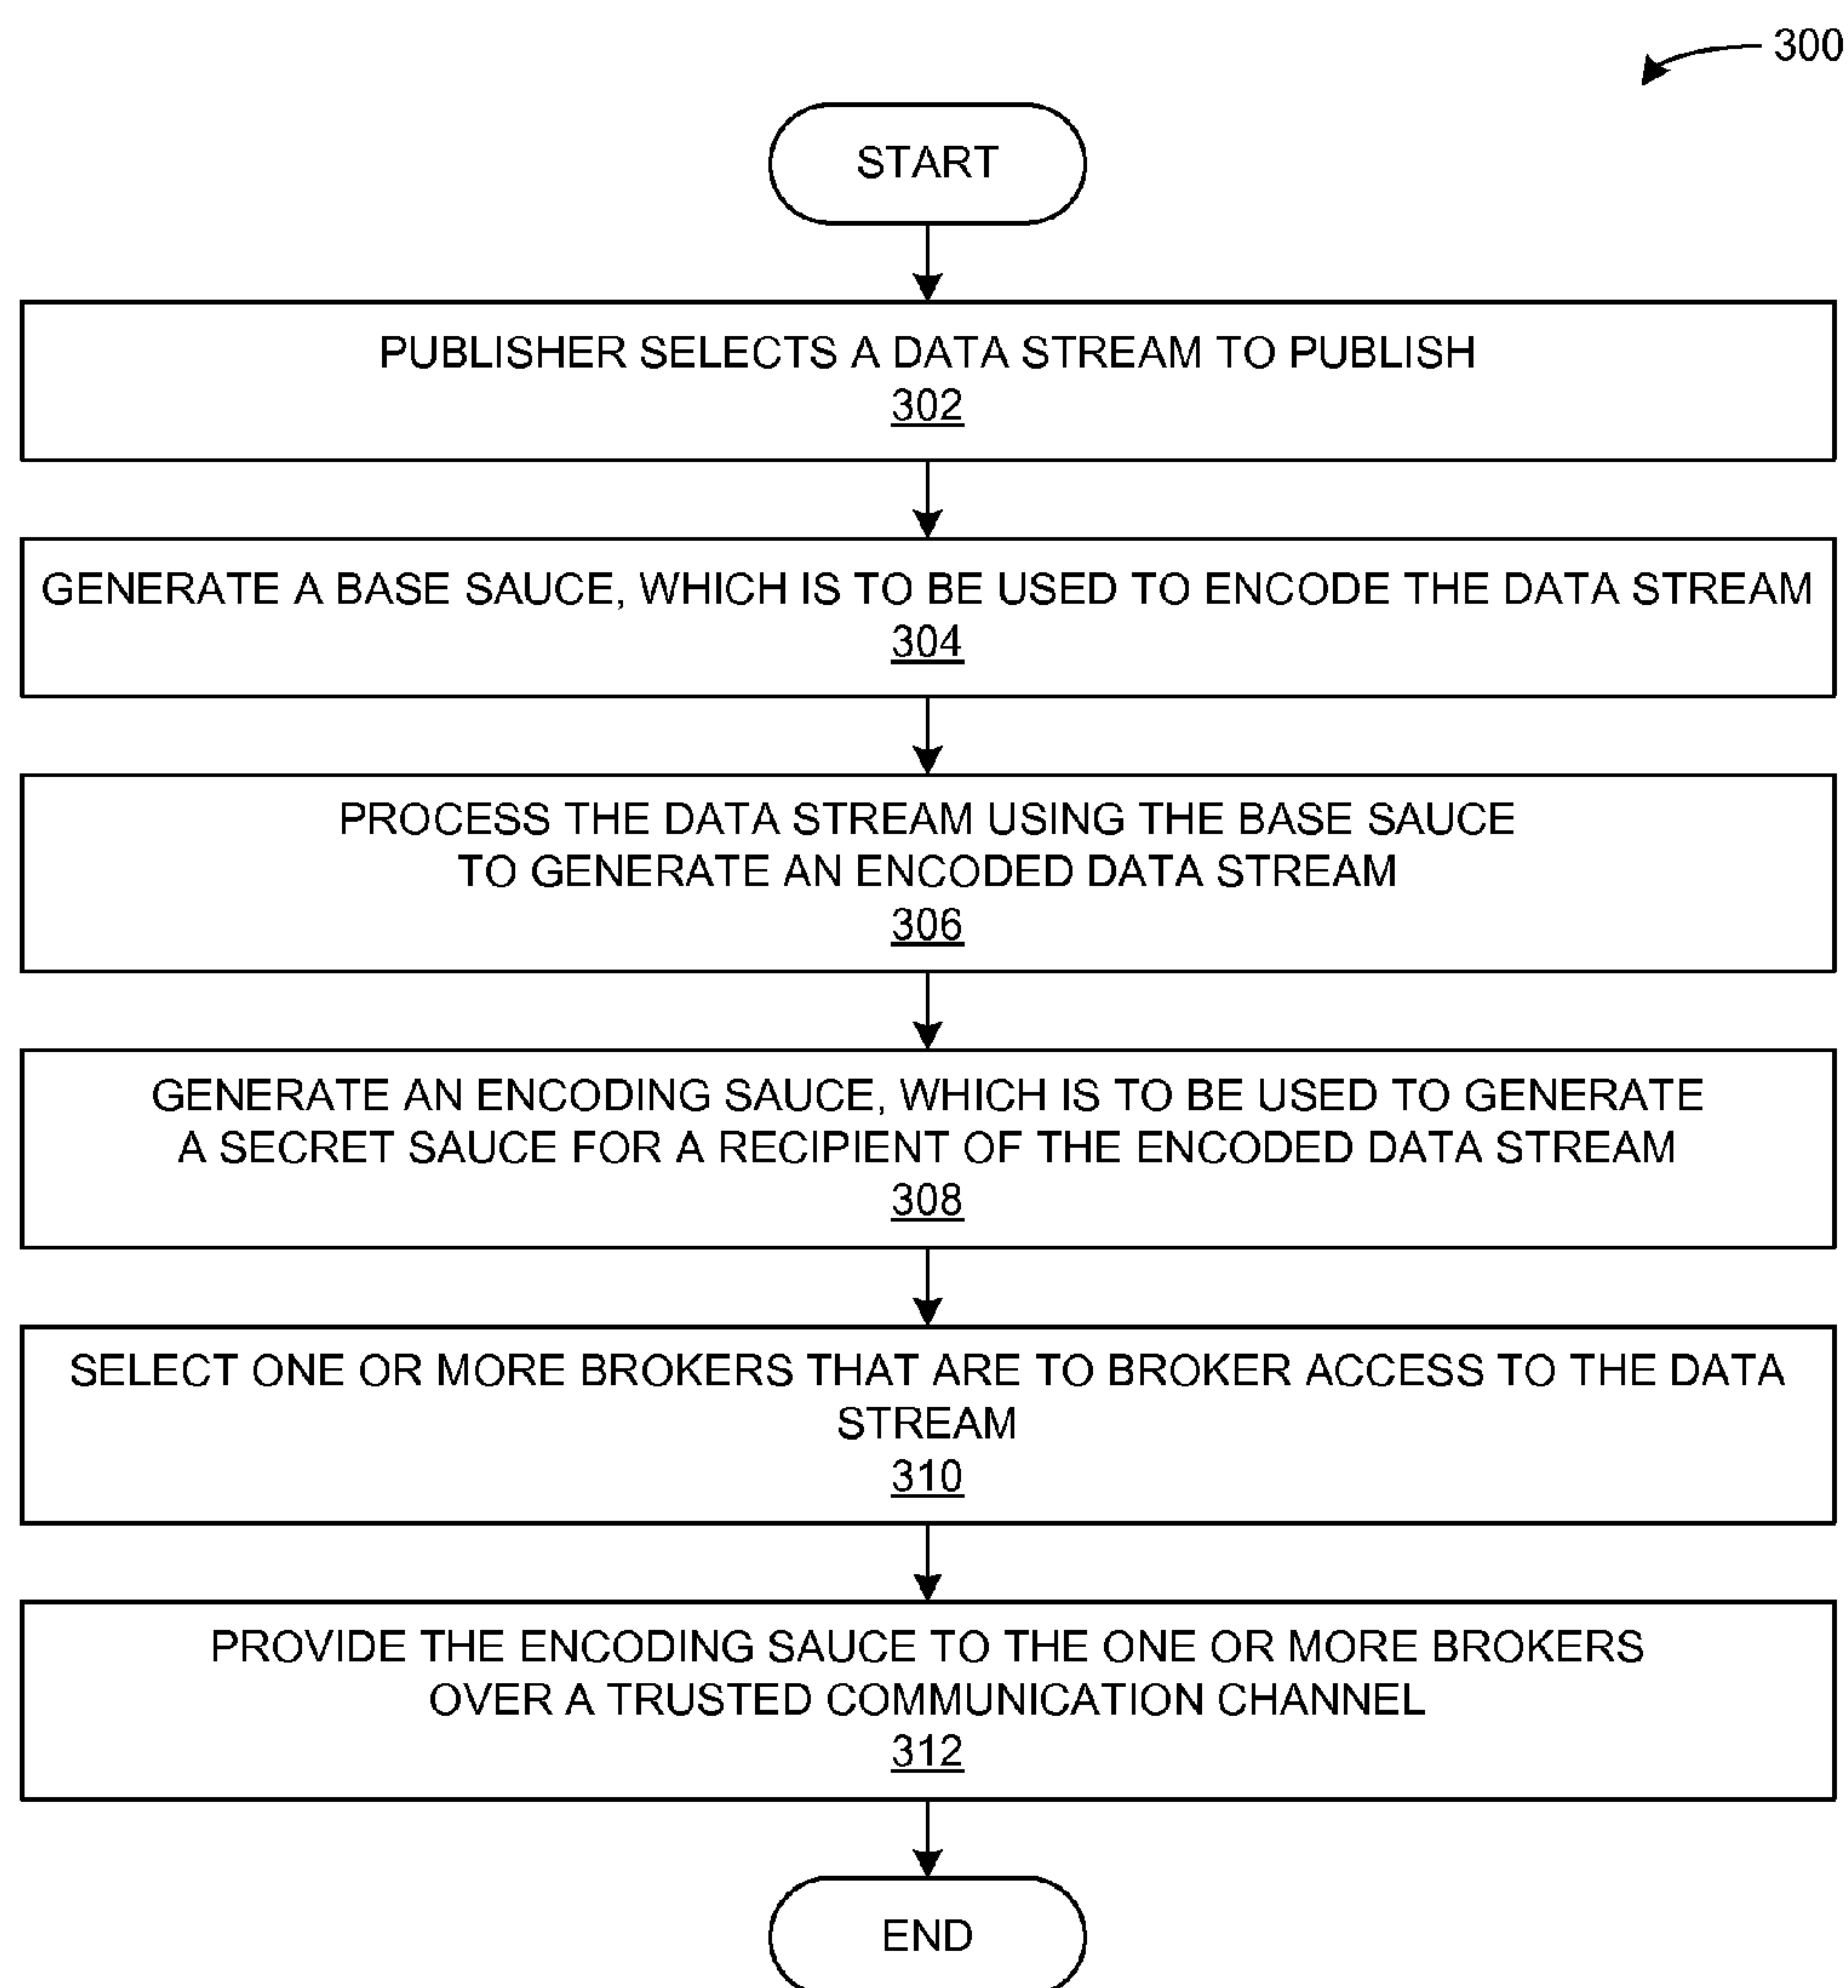 300
START
PUBLISHER SELECTS A DATA STREAM TO PUBLISH
302
GENERATE A BASE SAUCE, WHICH IS TO BE USED TO ENCODE THE DATA STREAM
304
PROCESS THE DATA STREAM USING THE BASE SAUCE
TO GENERATE AN ENCODED DATA STREAM
306
GENERATE AN ENCODING SAUCE, WHICH IS TO BE USED TO GENERATE
A SECRET SAUCE FOR A RECIPIENT OF THE ENCODED DATA STREAM
308
SELECT ONE OR MORE BROKERS THAT ARE TO BROKER ACCESS TO THE DATA
STREAM
310
PROVIDE THE ENCODING SAUCE TO THE ONE OR MORE BROKERS
OVER A TRUSTED COMMUNICATION CHANNEL
312
END